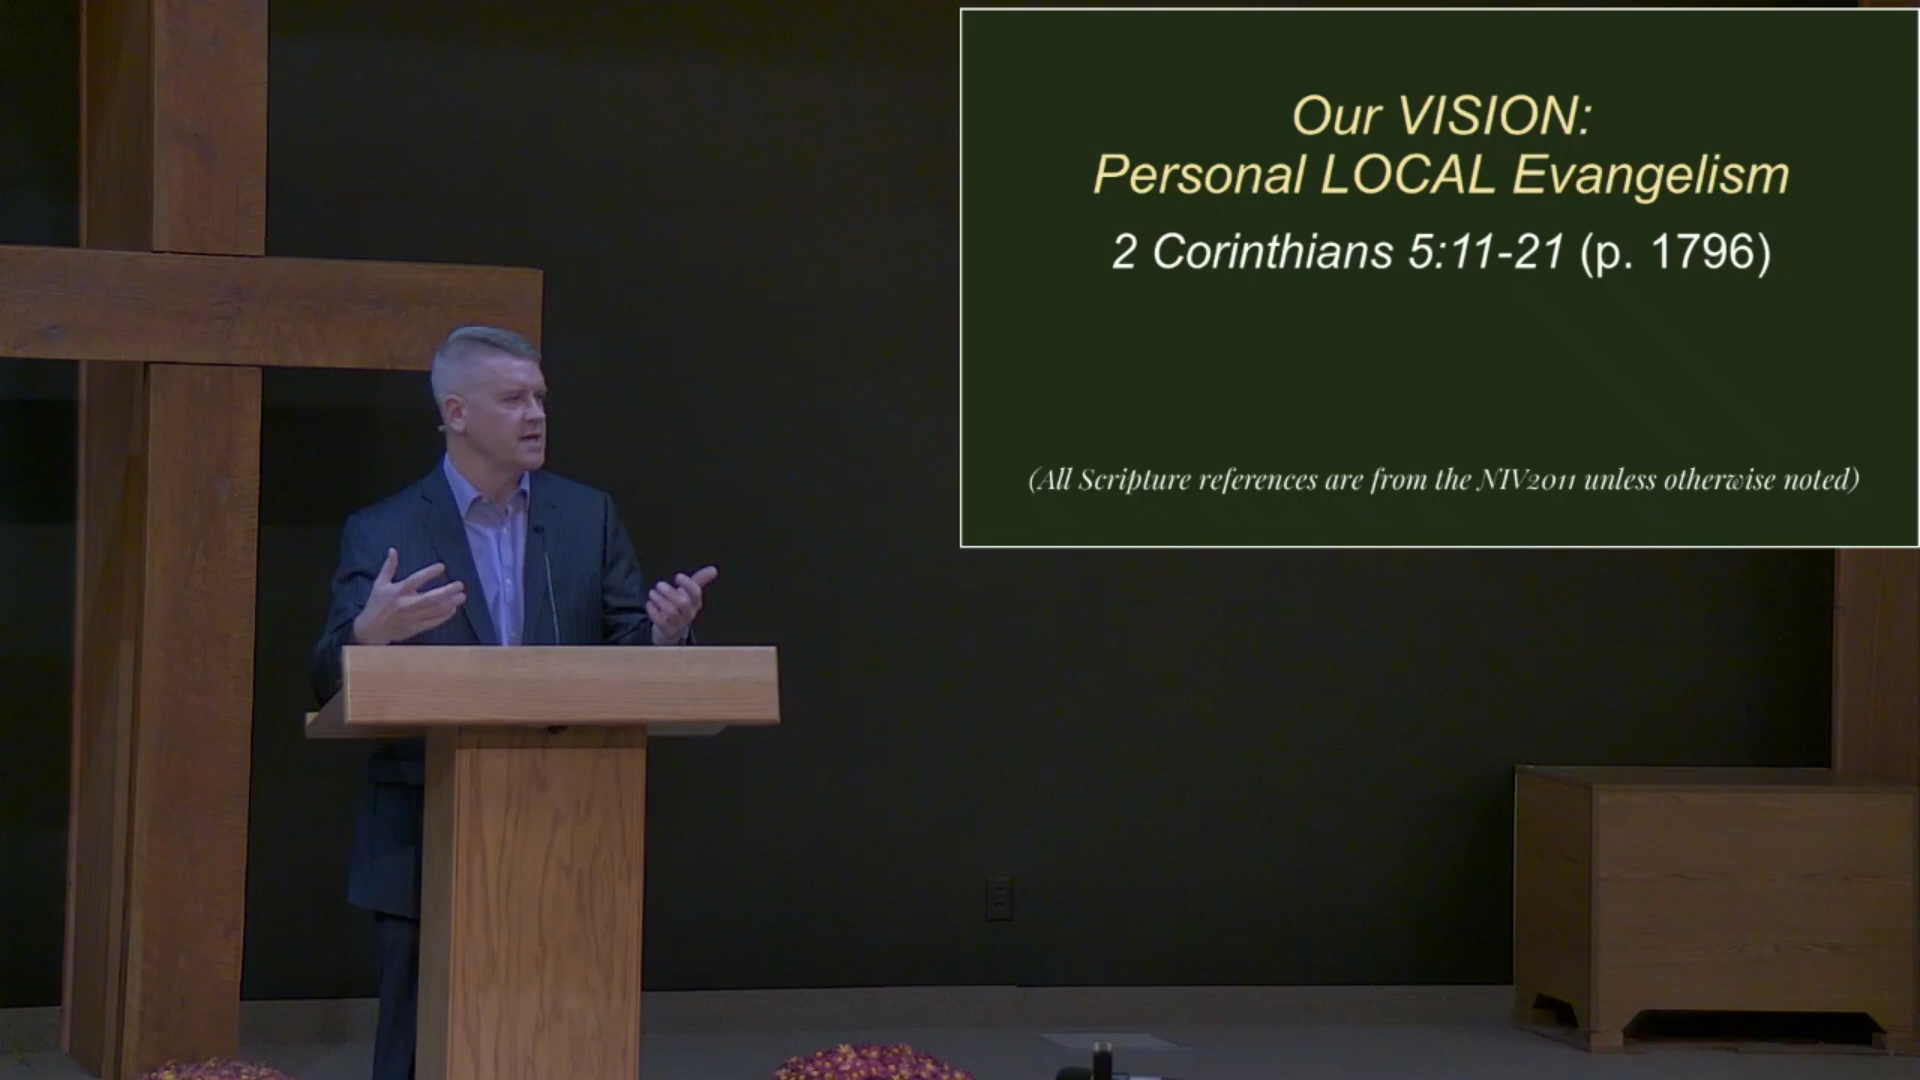 Our VISION:
Personal LOCAL Evangelism
2 Corinthians 5:11-21 (p. 1796)
(All Scripture references are from the NIV2011 unless otherwise noted)